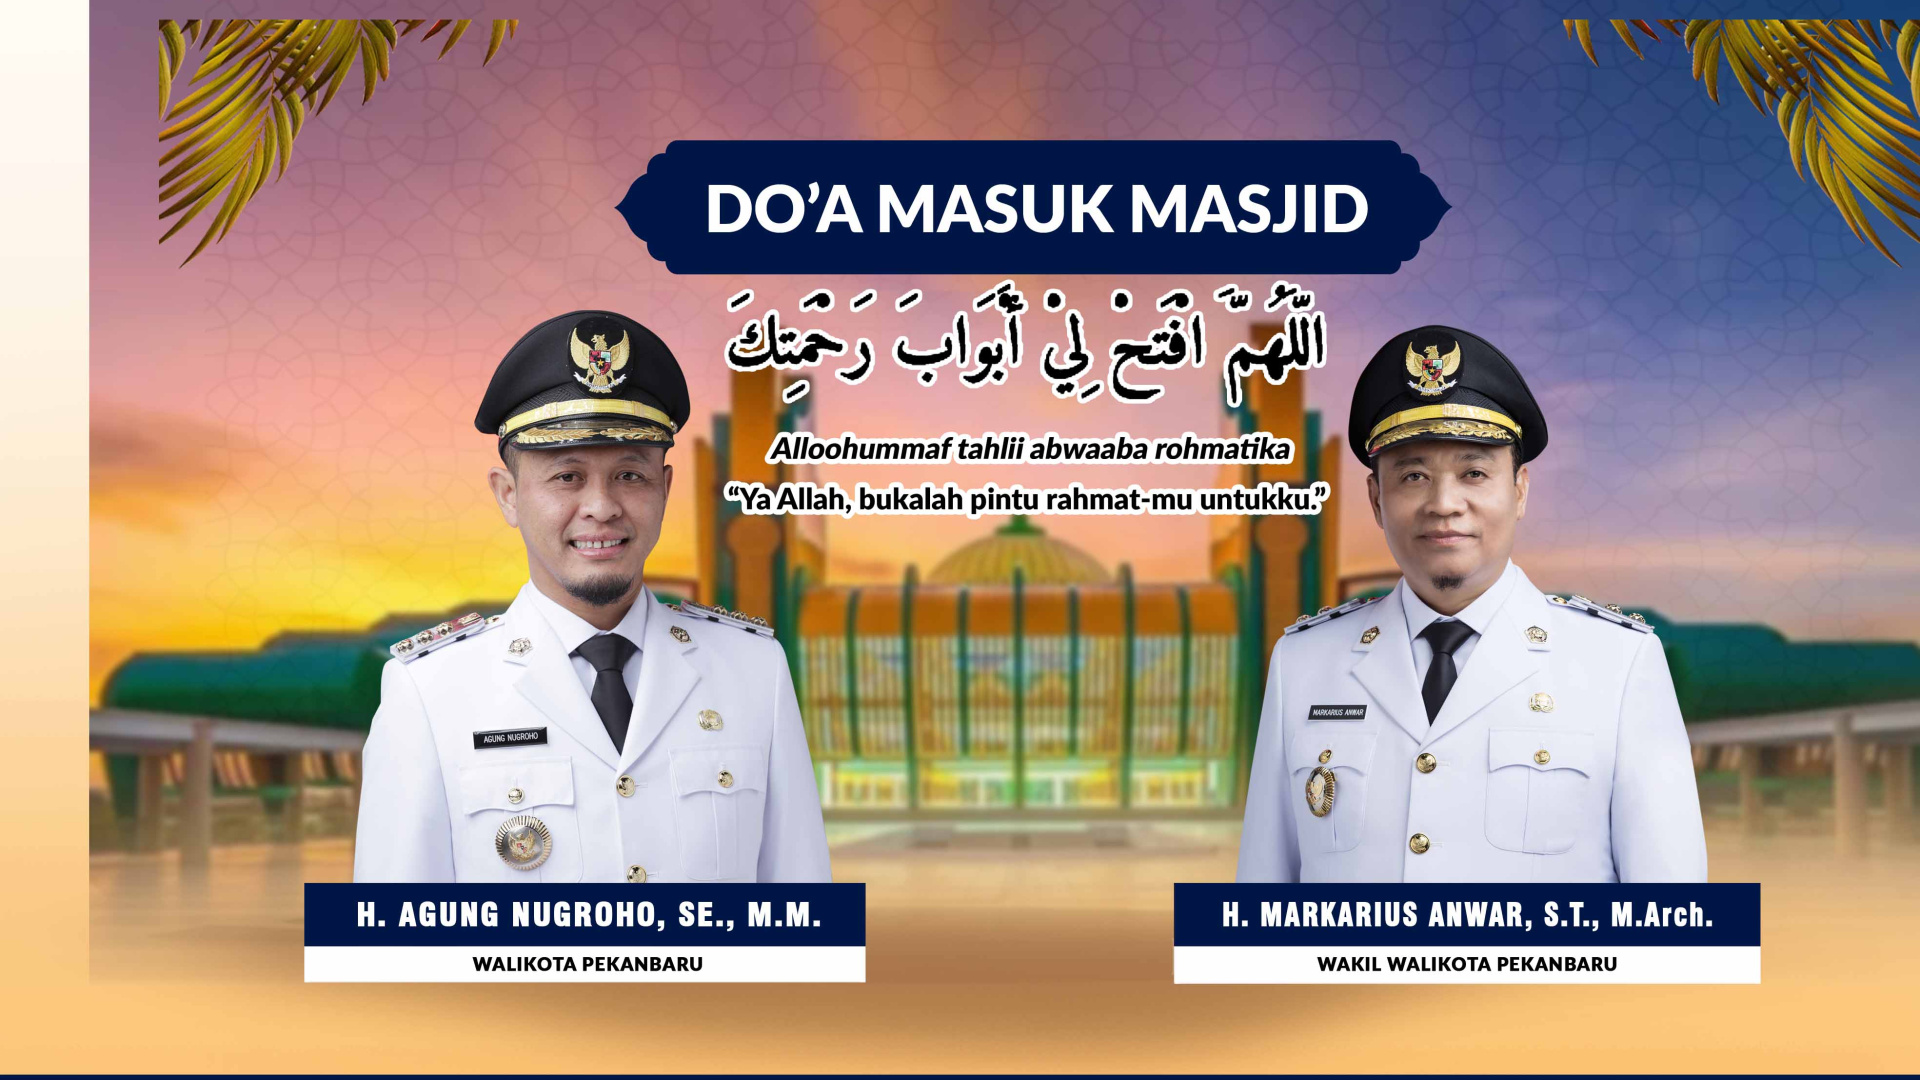 DO’A MASUK MASJID
اللّهُمَّ افْتَحْ لِيْ أَبَوَابَ رَحْمَتِكَ
Alloohummaf tahlii abwaaba rohmatika
“Ya Allah, bukalah pintu rahmat-mu untukku.”
AGUNG NUGROHO
MARKARIUS ANWAR
H. AGUNG NUGROHO, SE., M.M.
WALIKOTA PEKANBARU
H. MARKARIUS ANWAR, S.T., M.Arch.
WAKIL WALIKOTA PEKANBARU